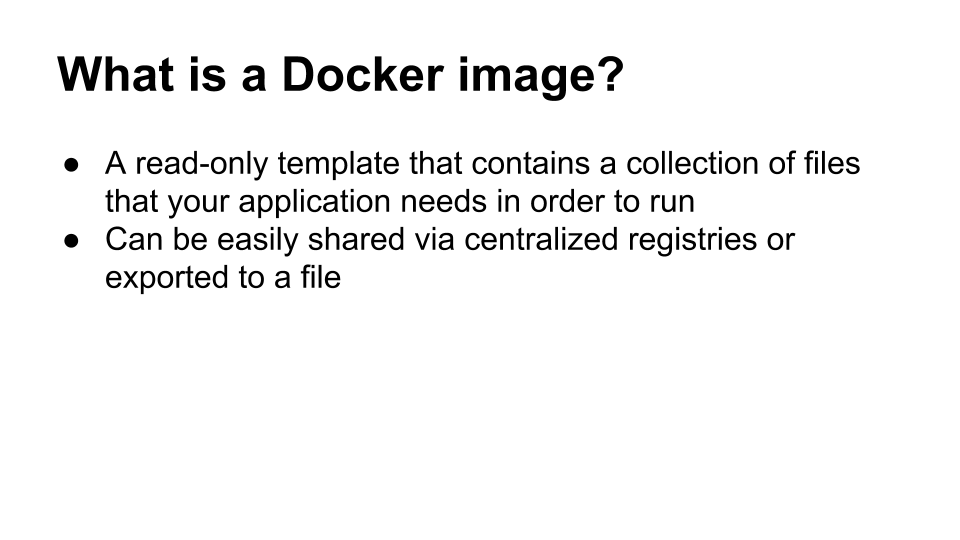 What is a Docker image?
● A read-only template that contains a collection of files
that your application needs in order to run
● Can be easily shared via centralized registries or
exported to a file